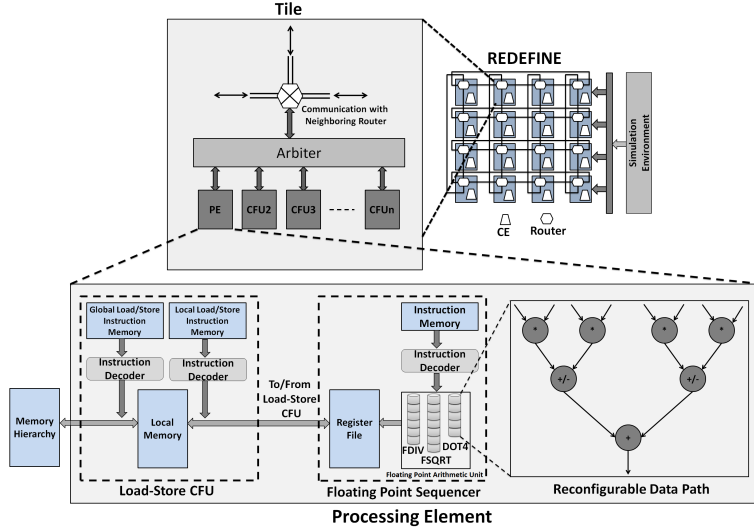 Tile
REDEFINE
Communication with
Neighboring Router
Arbiter
PE
CFU2
CFU3
CFUn
Simulation
Environment
CE
Router
Global Load/Store
Instruction
Memory
Local Load/Store
Instruction
Memory
Instruction
Decoder
Instruction
Decoder
Memory
Hierarchy
Local
Memory
Load-Store CFU
To/From
Load-Store
CFU
Instruction
Memory
Instruction
Decoder
Register
File
FDIV
FSQRT
DOT4
Floating Point Arithmetic Unit
Floating Point Sequencer
* * * *
+/- +/-
+
Reconfigurable Data Path
Processing Element